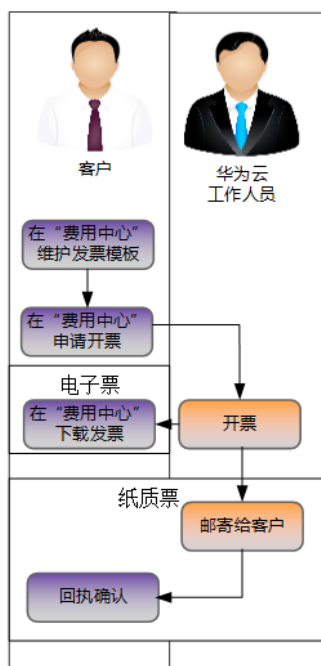 客户
华为云
工作人员
在“费用中心”
维护发票模板
在“费用中心”
申请开票
电子票
在“费用中心”
下载发票
开票
纸质票
邮寄给客户
回执确认